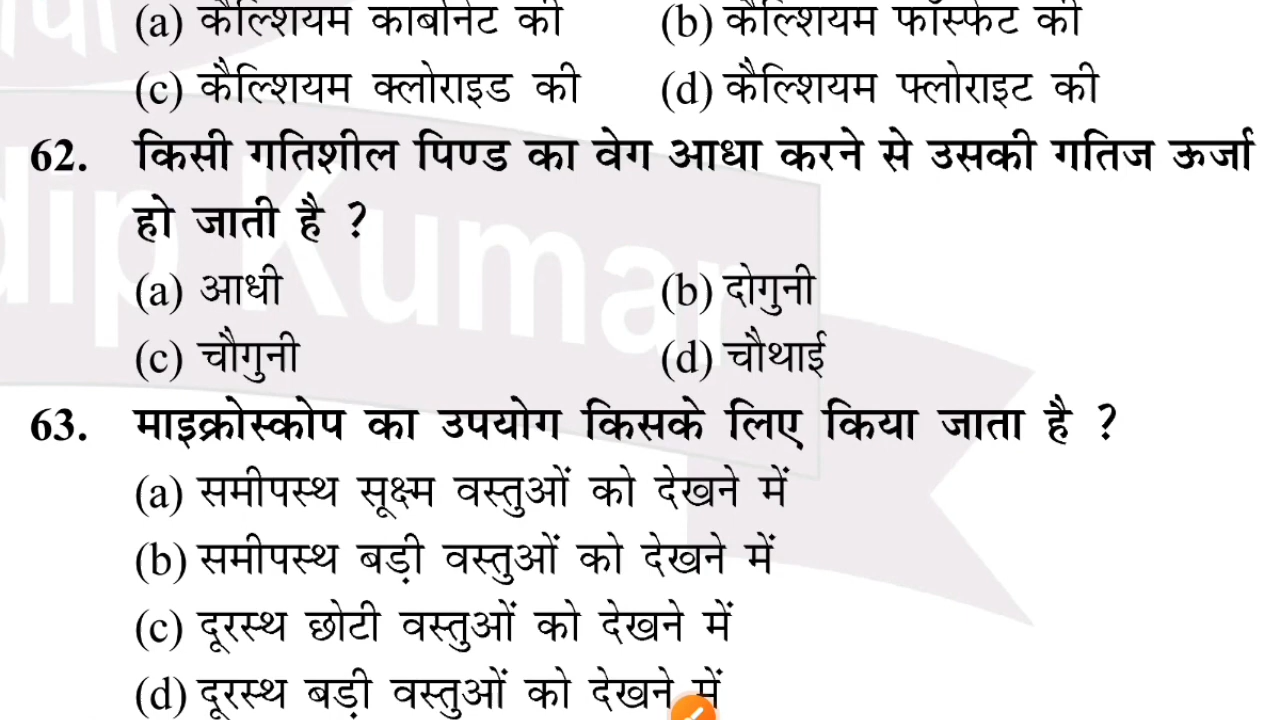 (a) कैल्शियम कार्बोनेट की (b) कैल्शियम फॉस्फेट की
(c) कैल्शियम क्लोराइड की (d) कैल्शियम फ्लोराइट की
62. किसी गतिशील पिण्ड का वेग आधा करने से उसकी गतिज ऊर्जा
हो जाती है ?
(a) आधी (b) दोगुनी
(c) चौगुनी (d) चौथाई
63. माइक्रोस्कोप का उपयोग किसके लिए किया जाता है ?
(a) समीपस्थ सूक्ष्म वस्तुओं को देखने में
(b) समीपस्थ बड़ी वस्तुओं को देखने में
(c) दूरस्थ छोटी वस्तुओं को देखने में
(d) दूरस्थ बड़ी वस्तुओं को देखने में
Kumar